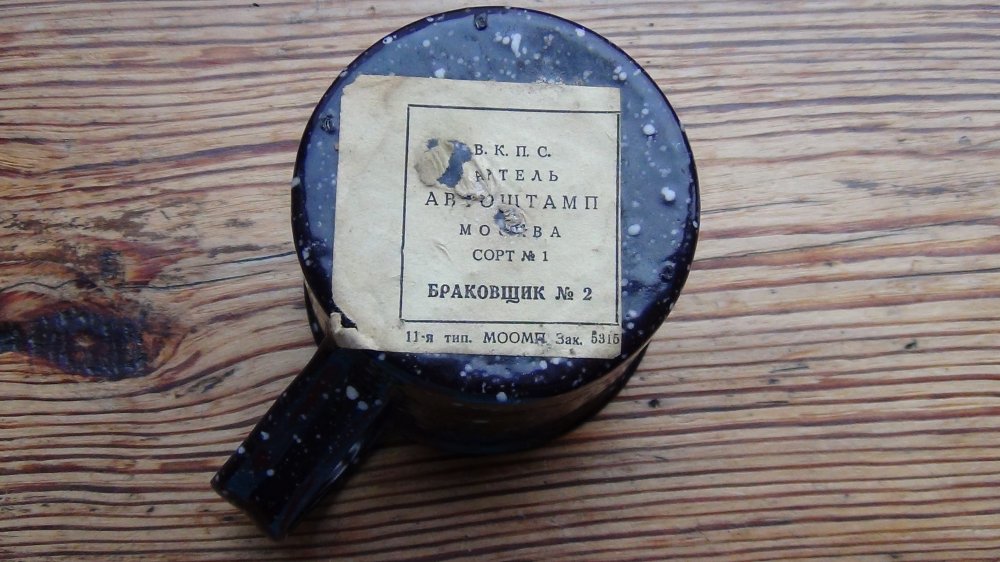 В. К. П. С.
АРТЕЛЬ
АВТОШТАМП
МОСКВА
СОРТ № 1
БРАКОВЩИК № 2
11-я тип. МООМП Зак. 5315